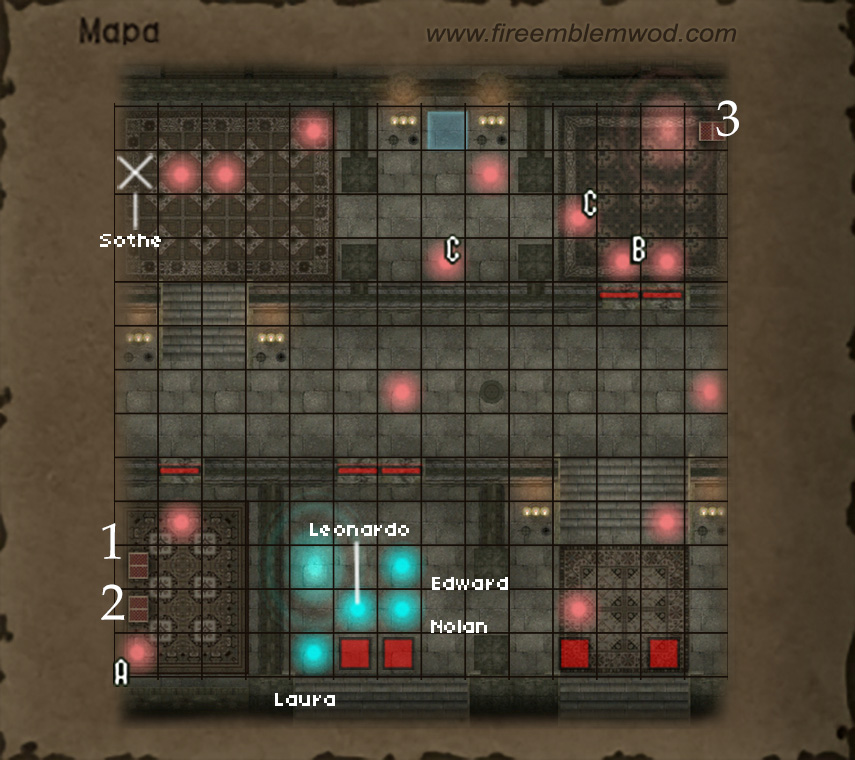 Mapa
www.fireemblemwod.com
3
C
Sothe
C
B
Leonardo
1
Edward
2
Nolan
A
Laura